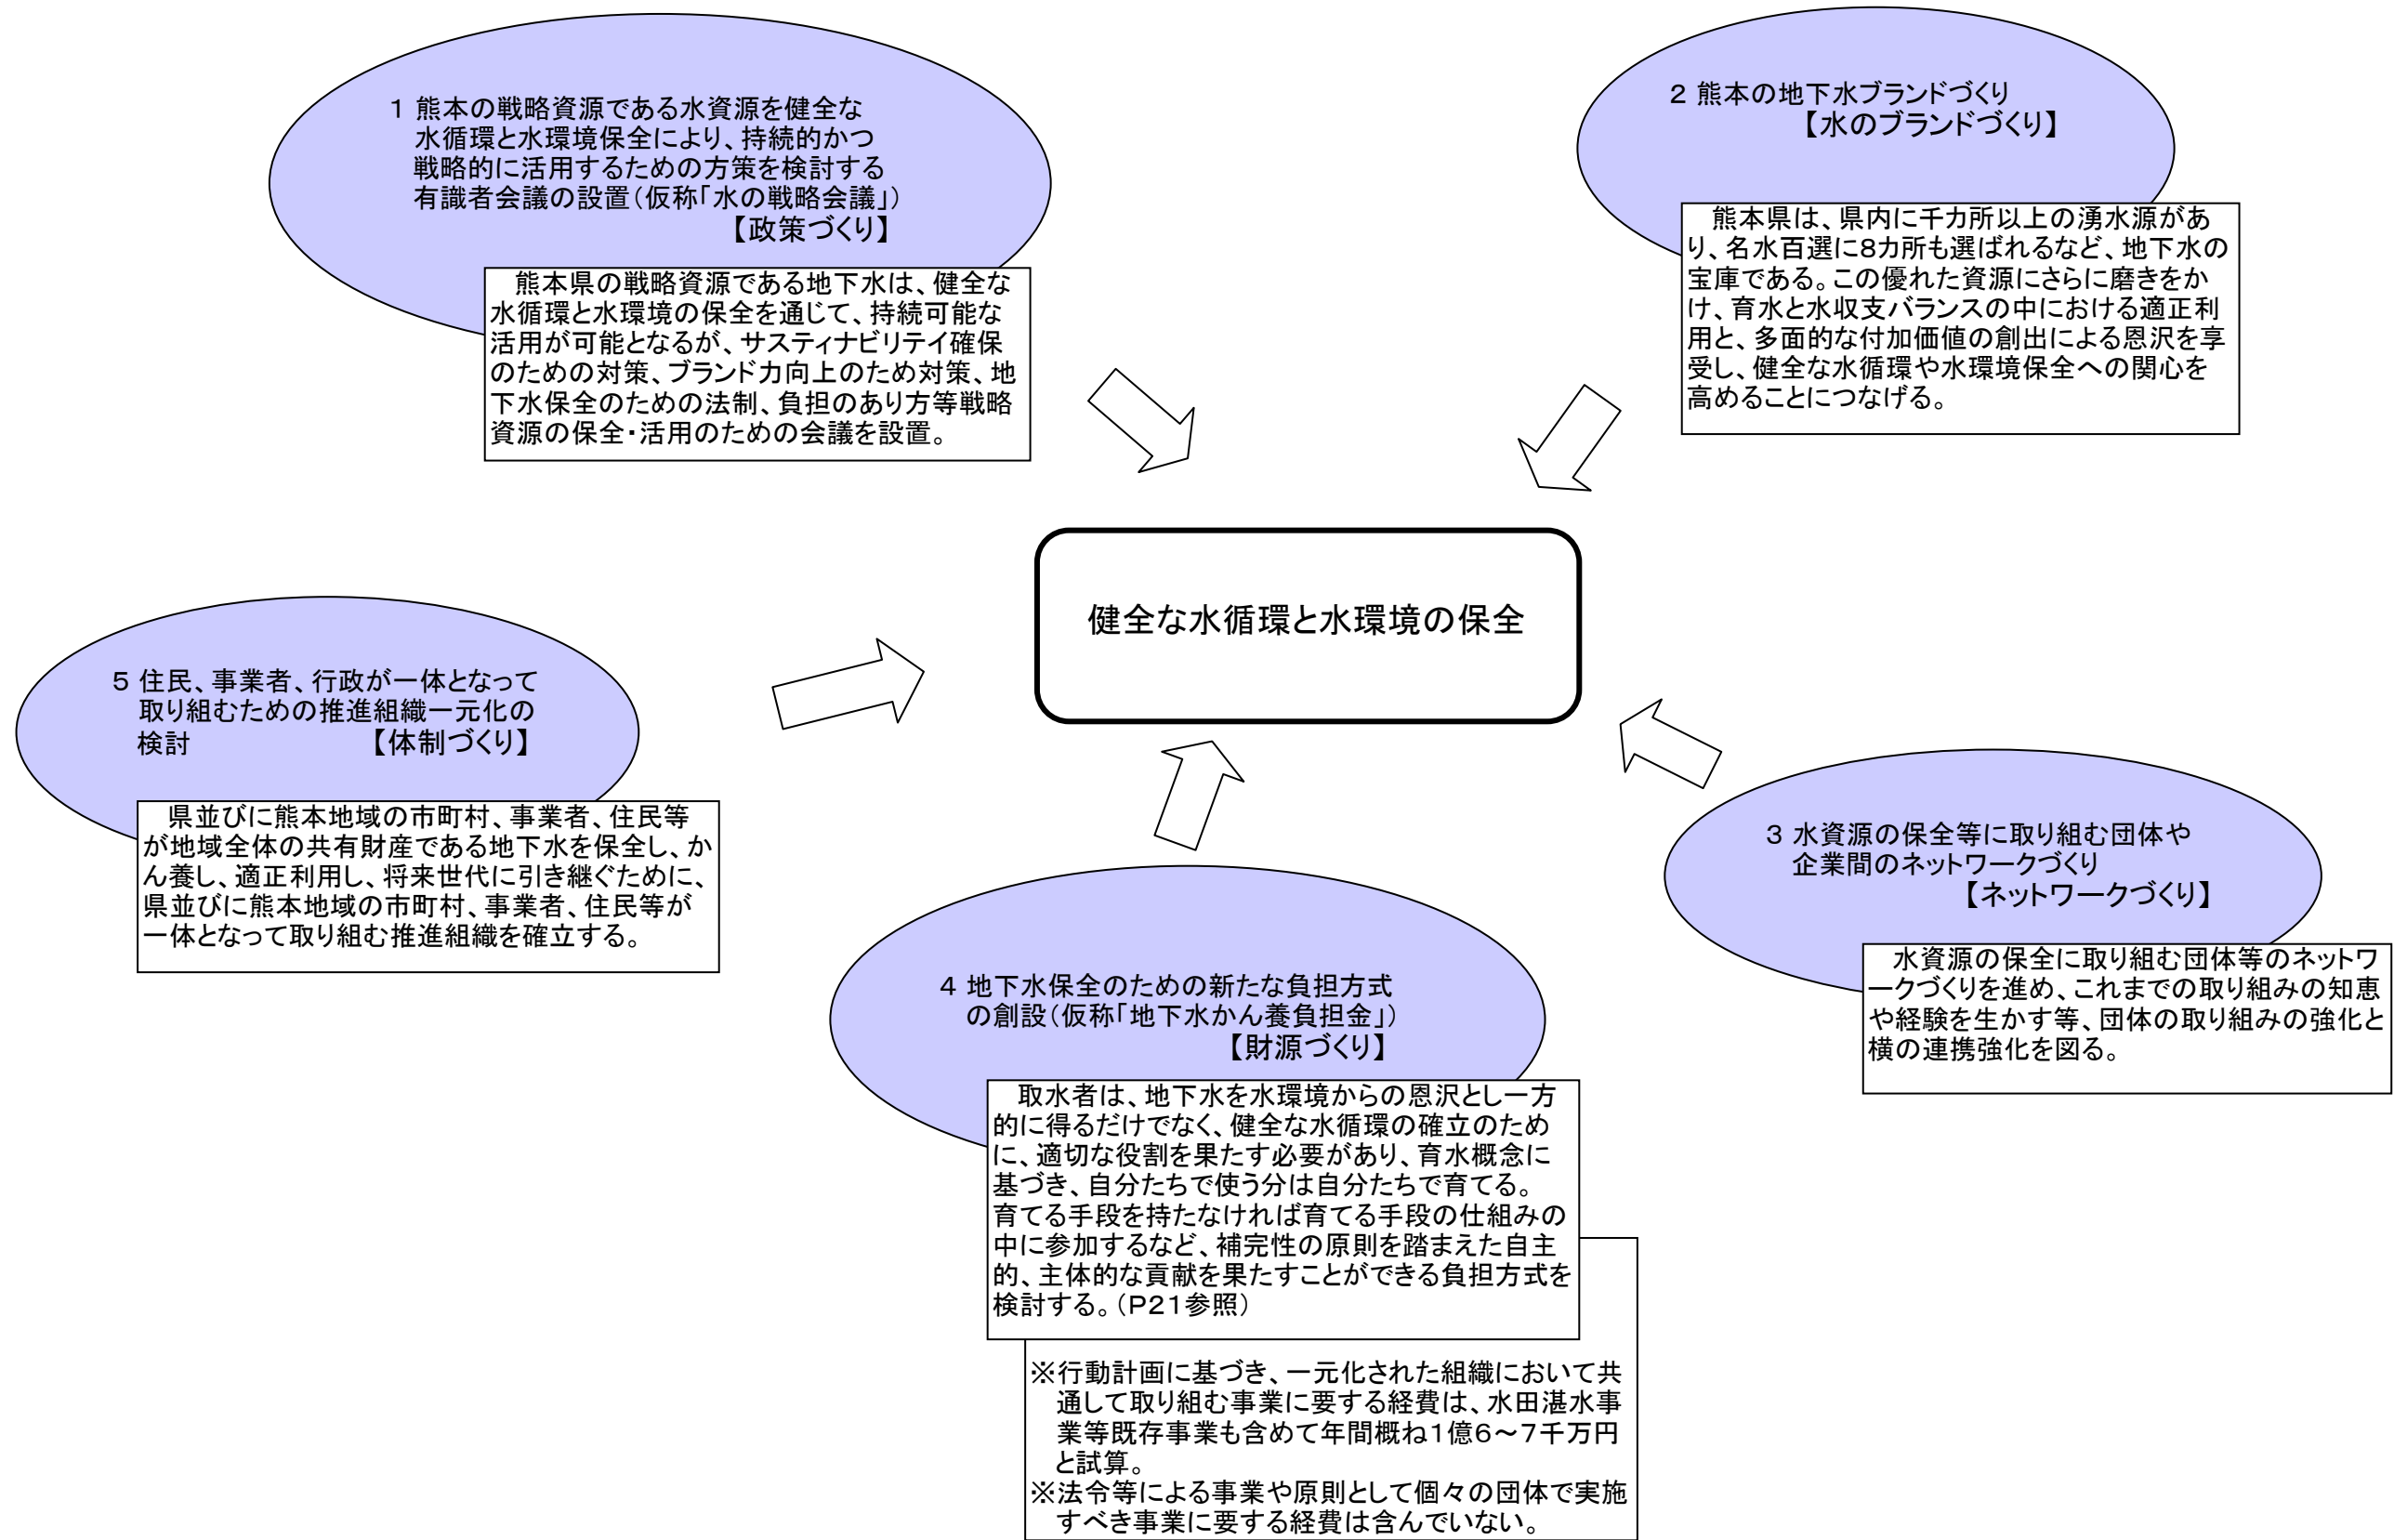 1 熊本の戦略資源である水資源を健全な
水循環と水環境保全により、持続的かつ
戦略的に活用するための方策を検討する
有識者会議の設置(仮称「水の戦略会議」)
【政策づくり】
熊本県の戦略資源である地下水は、健全な
水循環と水環境の保全を通じて、持続可能な
活用が可能となるが、サスティナビリテイ確保
のための対策、ブランド力向上のため対策、地
下水保全のための法制、負担のあり方等戦略
資源の保全・活用のための会議を設置。
2 熊本の地下水ブランドづくり
【水のブランドづくり】
熊本県は、県内に千カ所以上の湧水源があ
り、名水百選に8カ所も選ばれるなど、地下水の
宝庫である。この優れた資源にさらに磨きをか
け、育水と水収支バランスの中における適正利
用と、多面的な付加価値の創出による恩沢を享
受し、健全な水循環や水環境保全への関心を
高めることにつなげる。
健全な水循環と水環境の保全
5 住民、事業者、行政が一体となって
取り組むための推進組織一元化の
検討 【体制づくり】
県並びに熊本地域の市町村、事業者、住民等
が地域全体の共有財産である地下水を保全し、か
ん養し、適正利用し、将来世代に引き継ぐために、
県並びに熊本地域の市町村、事業者、住民等が
一体となって取り組む推進組織を確立する。
3 水資源の保全等に取り組む団体や
企業間のネットワークづくり
【ネットワークづくり】
水資源の保全に取り組む団体等のネットワ
ークづくりを進め、これまでの取り組みの知恵
や経験を生かす等、団体の取り組みの強化と
横の連携強化を図る。
4 地下水保全のための新たな負担方式
の創設(仮称「地下水かん養負担金」)
【財源づくり】
取水者は、地下水を水環境からの恩沢とし一方
的に得るだけでなく、健全な水循環の確立のため
に、適切な役割を果たす必要があり、育水概念に
基づき、自分たちで使う分は自分たちで育てる。
育てる手段を持たなければ育てる手段の仕組みの
中に参加するなど、補完性の原則を踏まえた自主
的、主体的な貢献を果たすことができる負担方式を
検討する。(P21参照)
※行動計画に基づき、一元化された組織において共
通して取り組む事業に要する経費は、水田湛水事
業等既存事業も含めて年間概ね1億6~7千万円
と試算。
※法令等による事業や原則として個々の団体で実施
すべき事業に要する経費は含んでいない。